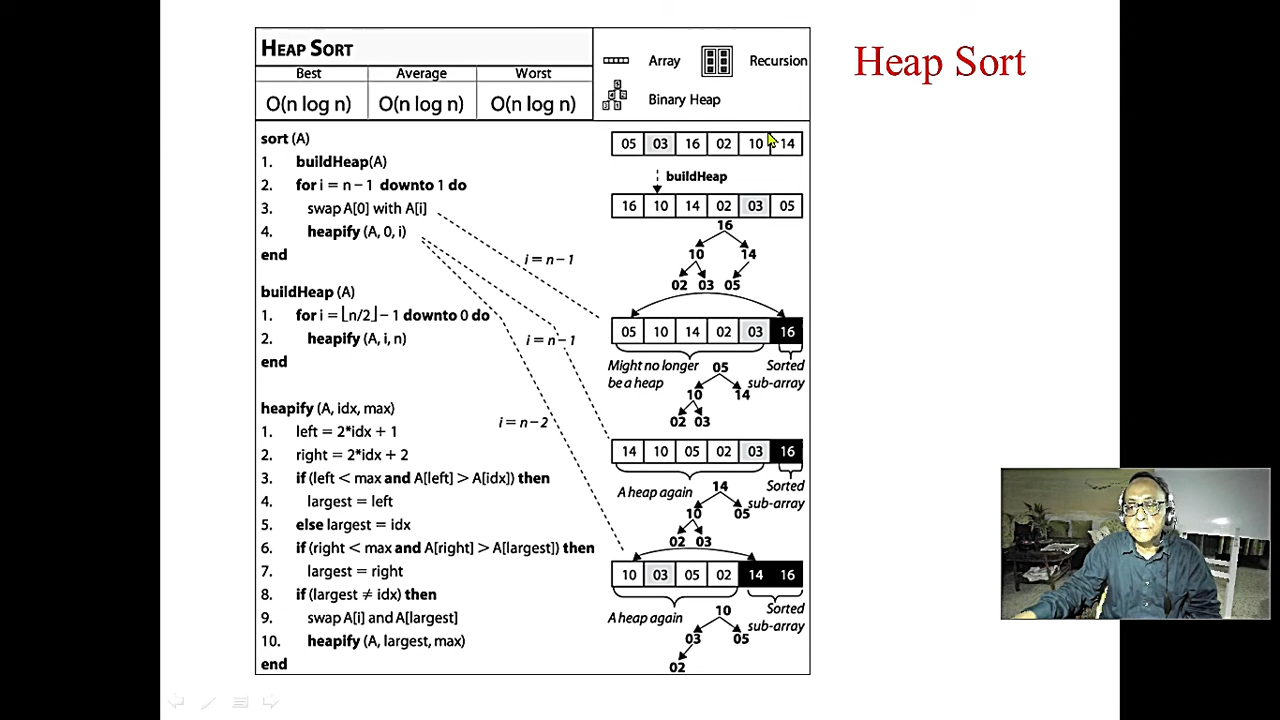 Heap Sort
HEAP SORT
Best Average Worst
O(n log n) O(n log n) O(n log n)
Array Recursion
Binary Heap
sort (A)
1. buildHeap(A)
2. for i = n – 1 downto 1 do
3. swap A[0] with A[i]
4. heapify (A, 0, i)
end
buildHeap (A)
1. for i = ⌊n/2⌋ – 1 downto 0 do
2. heapify (A, i, n)
end
heapify (A, idx, max)
1. left = 2*idx + 1
2. right = 2*idx + 2
3. if (left < max and A[left] > A[idx]) then
4. largest = left
5. else largest = idx
6. if (right < max and A[right] > A[largest]) then
7. largest = right
8. if (largest ≠ idx) then
9. swap A[i] and A[largest]
10. heapify (A, largest, max)
end
i = n – 1
i = n – 1
i = n – 2
05 03 16 02 10 14
buildHeap
16 10 14 02 03 05
16
10 14
02 03 05
05 10 14 02 03 16
Might no longer
be a heap
Sorted
sub-array
05
10 14
02 03
14 10 05 02 03 16
A heap again
Sorted
sub-array
14
10 05
02 03
10 03 05 02 14 16
A heap again
Sorted
sub-array
10
03 05
02